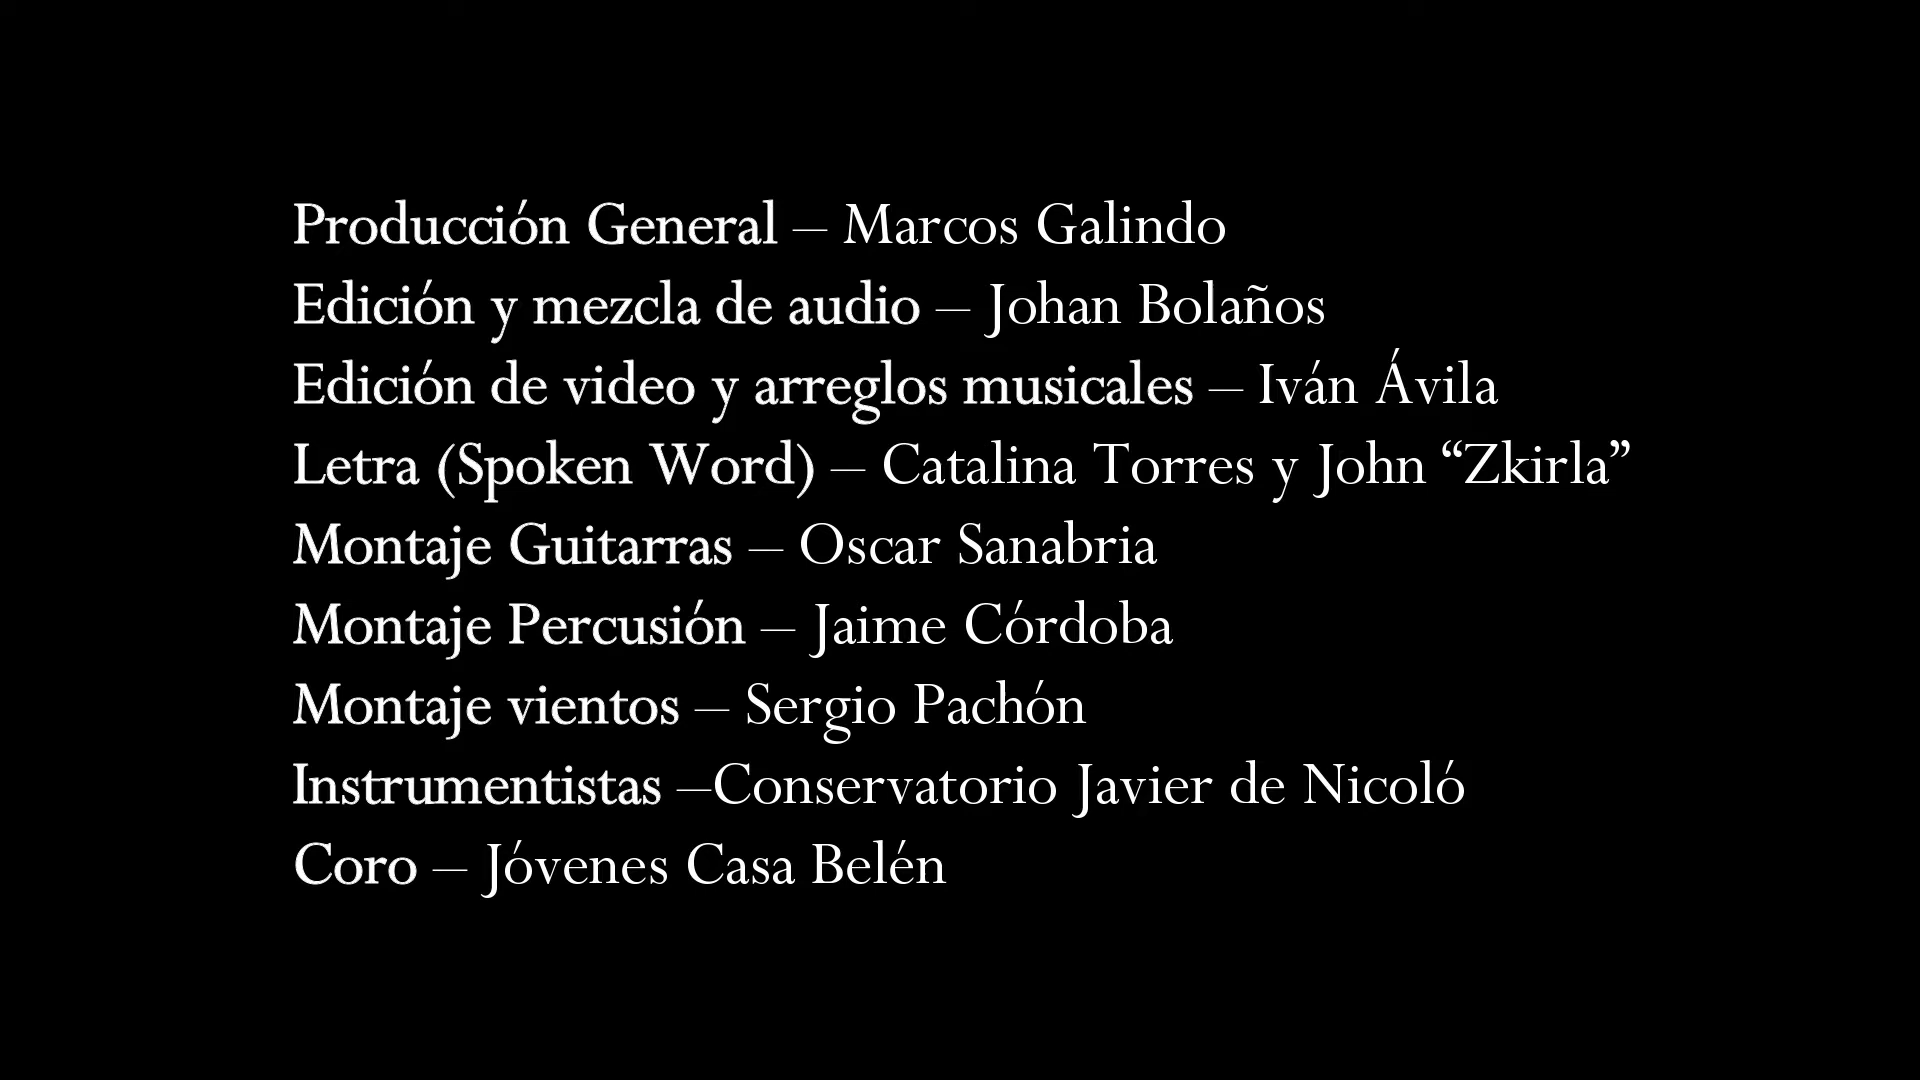 Producción General – Marcos Galindo
Edición y mezcla de audio – Johan Bolaños
Edición de video y arreglos musicales – Iván Ávila
Letra (Spoken Word) – Catalina Torres y John “Zkirla”
Montaje Guitarras – Oscar Sanabria
Montaje Percusión – Jaime Córdoba
Montaje vientos – Sergio Pachón
Instrumentistas –Conservatorio Javier de Nicoló
Coro – Jóvenes Casa Belén